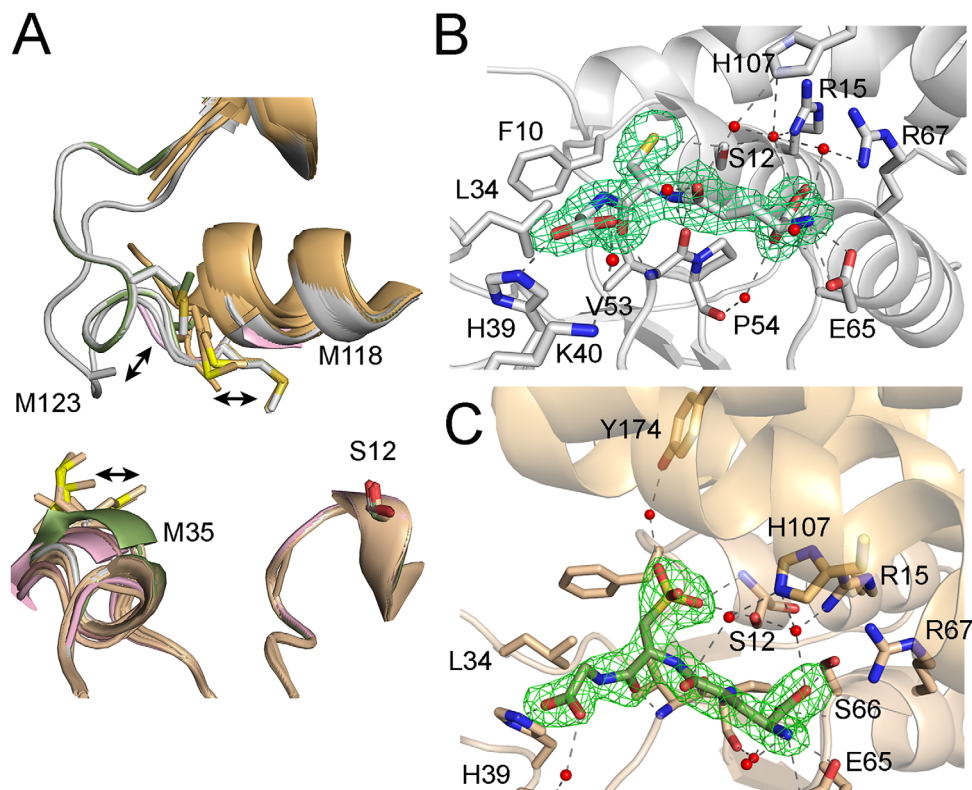 A
M118
M123
M35
S12
B
H107
R15
R67
F10
S12
L34
V53
H39
K40
P54
E65
C
Y174
H107
R15
S12
R67
L34
S66
H39
E65